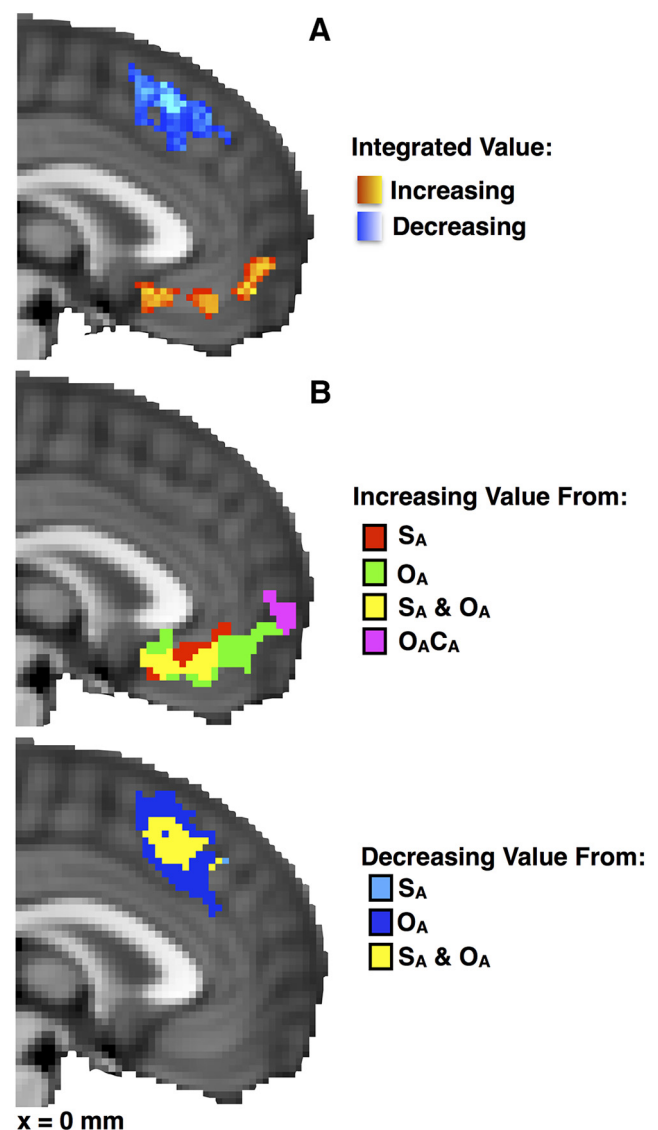 A
Integrated Value:
Increasing
Decreasing
B
Increasing Value From:
SA
OA
SA & OA
OACA
Decreasing Value From:
SA
OA
SA & OA
x = 0 mm